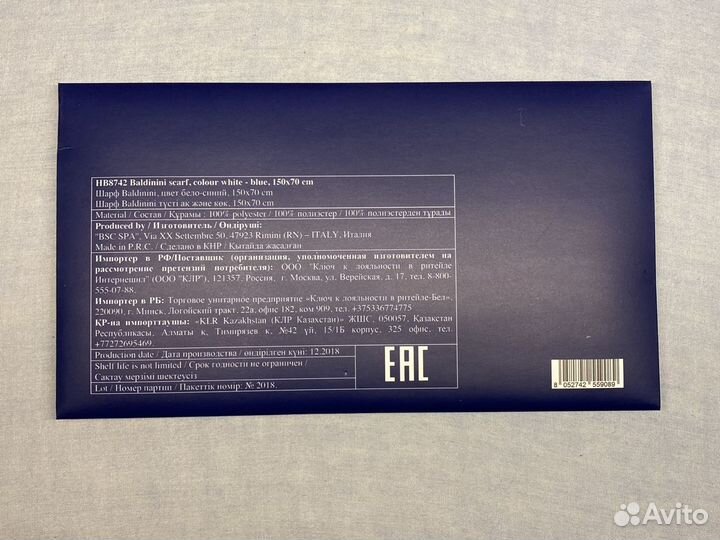 HB8742 Baldinini scarf, colour white - blue, 150x70 cm
Шарф Baldinini, цвет бело-синий, 150x70 cm
Шарф Baldinini түсті ақ және көк, 150x70 cm
Material / Состав / Құрамы : 100% polyester / 100% полиэстер / 100% полиэстерден тұрады
Produced by / Изготовитель / Өндіруші:
"BSC SPA", Via XX Settembre 50, 47923 Rimini (RN) – ITALY, Италия
Made in P.R.C. / Сделано в КНР / Қытайда жасалған
Импортер в РФ/Поставщик (организация, уполномоченная изготовителем на
рассмотрение претензий потребителя): ООО "Ключ к лояльности в ритейле
Интернешнл" (ООО "КЛР"), 121357, Россия, г. Москва, ул. Верейская, д. 17, тел. 8-800-
555-07-88.
Импортер в РБ: Торговое унитарное предприятие «Ключ к лояльности в ритейле-Бел»,
220090, г. Минск, Логойский тракт, 22а, офис 182, ком 909, тел. +375336774775
ҚР-на импорттаушы: «KLR Kazakhstan (КЛР Казахстан)» ЖШС, 050057, Қазақстан
Республикасы, Алматы к, Тимирязев к, №42 үй, 15/1Б корпус, 325 офис, тел.
+77272695469.
Production date / Дата производства / өндірілген күні: 12.2018
Shelf life is not limited / Срок годности не ограничен /
Сақтау мерзімі шектеусіз
Lot / Номер партии / Пакеттік нөмір: № 2018.
EAC
8 052742 559089
Avito